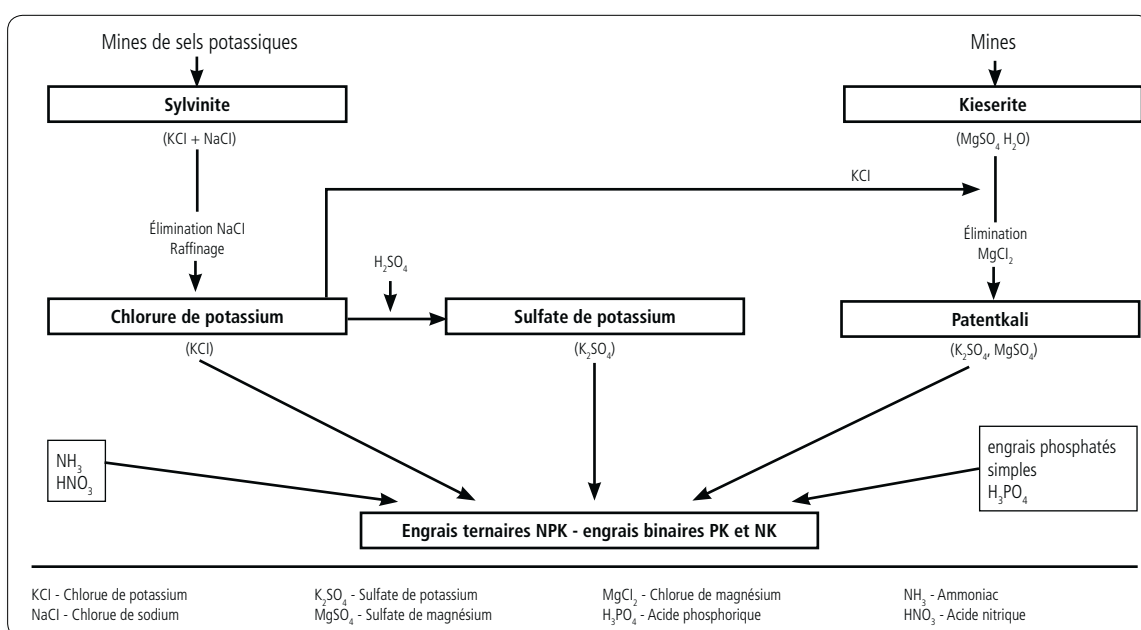 Mines de sels potassiques
Mines
Sylvinite
Kieserite
(KCl + NaCl)
(MgSO₄ H₂O)
KCl
Élimination NaCl
Raffinage
Élimination
MgCl₂
H₂SO₄
Chlorure de potassium
Sulfate de potassium
Patentkali
(KCl)
(K₂SO₄)
(K₂SO₄, MgSO₄)
NH₃
HNO₃
engrais phosphatés
simples
H₃PO₄
Engrais ternaires NPK - engrais binaires PK et NK
KCl - Chlorue de potassium
K₂SO₄ - Sulfate de potassium
MgCl₂ - Chlorue de magnésium
NH₃ - Ammoniac
NaCl - Chlorue de sodium
MgSO₄ - Sulfate de magnésium
H₃PO₄ - Acide phosphorique
HNO₃ - Acide nitrique